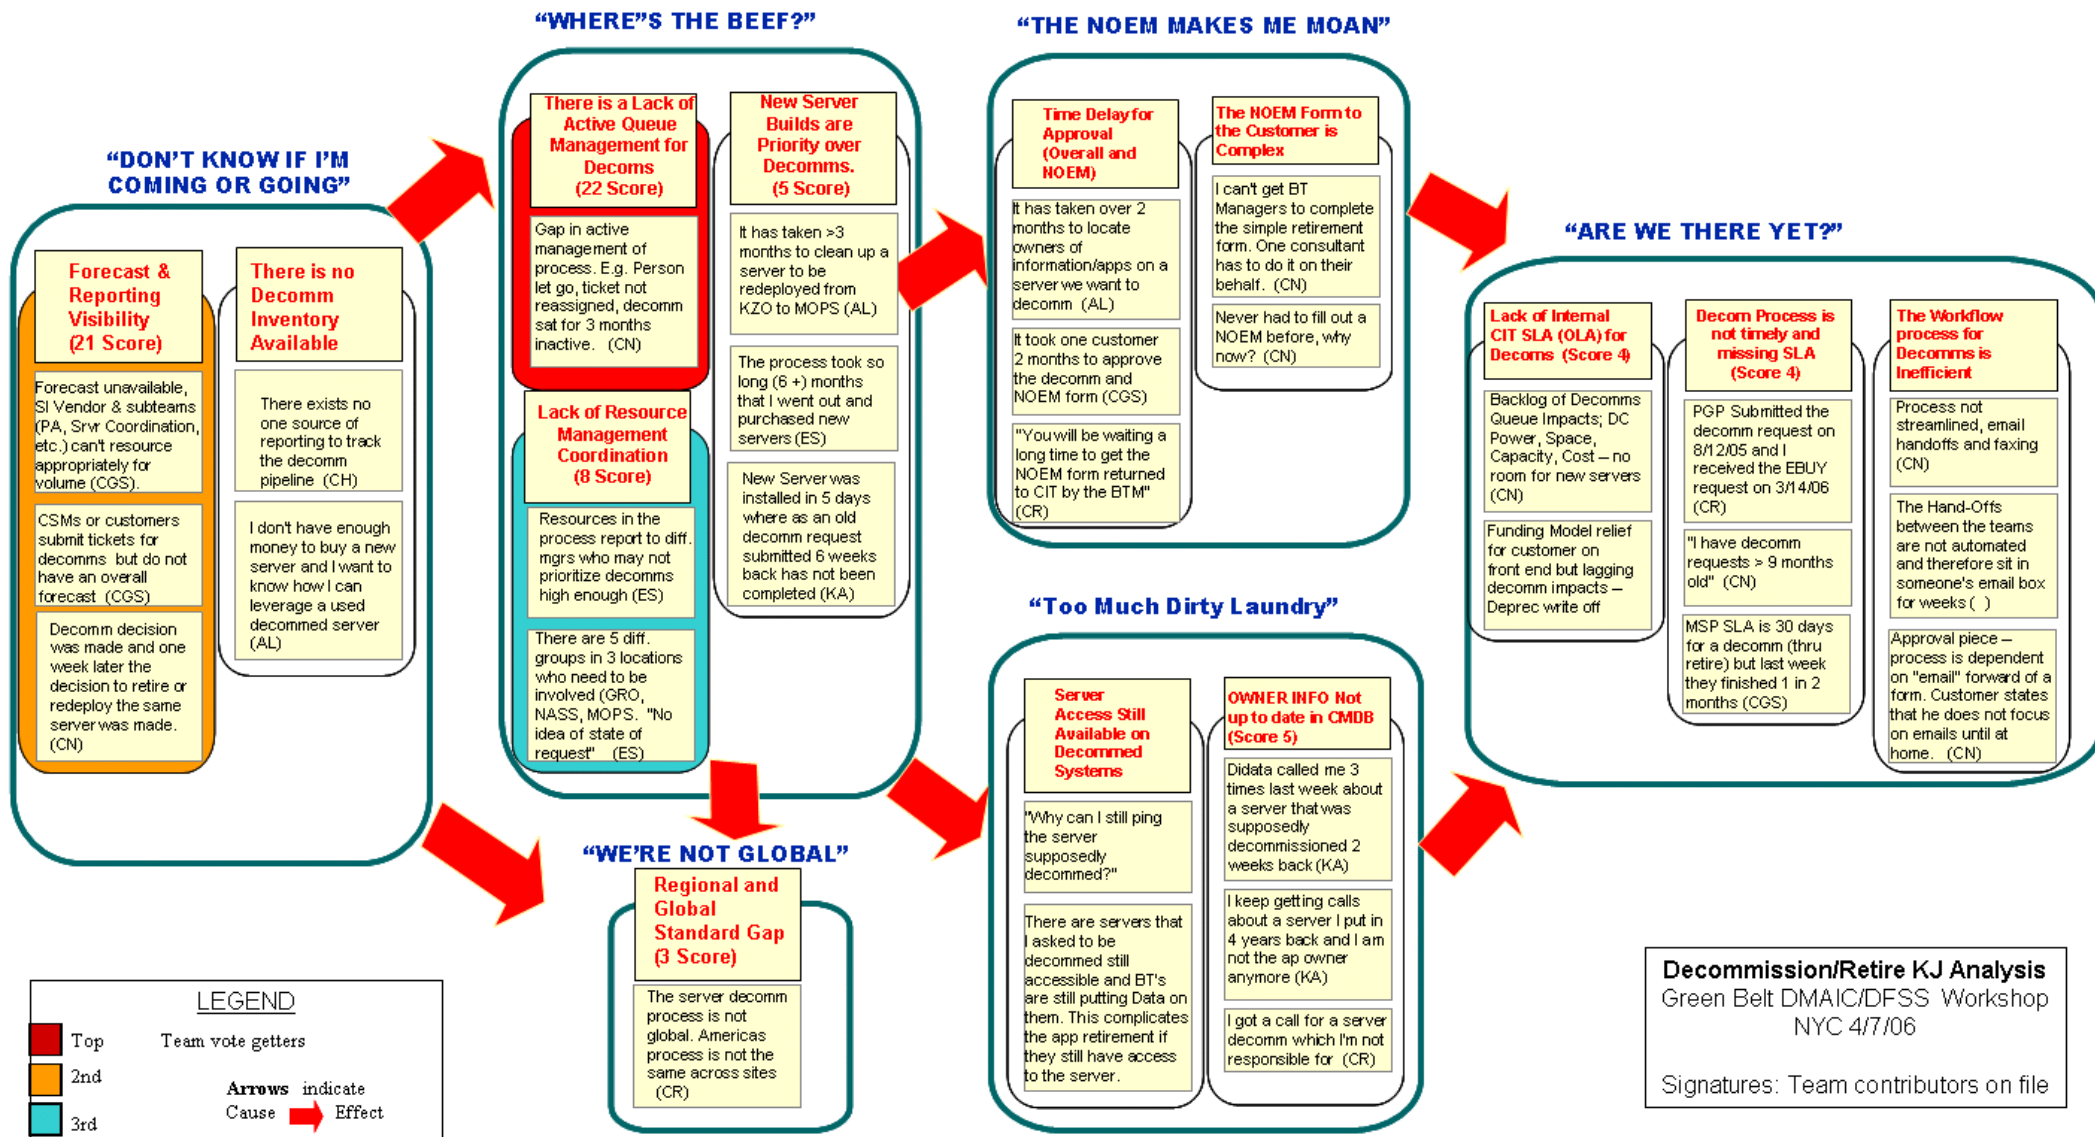 “DON’T KNOW IF I’M
COMING OR GOING”
Forecast &
Reporting
Visibility
(21 Score)
Forecast unavailable,
SI Vendor & subteams
(PA, Srvr Coordination,
etc.) can't resource
appropriately for
volume (CGS).
CSMs or customers
submit tickets for
decomms but do not
have an overall
forecast (CGS)
Decomm decision
was made and one
week later the
decision to retire or
redeploy the same
server was made.
(CN)
There is no
Decomm
Inventory
Available
There exists no
one source of
reporting to track
the decomm
pipeline (CH)
I don't have enough
money to buy a new
server and I want to
know how I can
leverage a used
decommed server
(AL)
“WHERE”S THE BEEF?”
There is a Lack of
Active Queue
Management for
Decoms
(22 Score)
Gap in active
management of
process. E.g. Person
let go, ticket not
reassigned, decomm
sat for 3 months
inactive. (CN)
Lack of Resource
Management
Coordination
(8 Score)
Resources in the
process report to diff.
mgrs who may not
prioritize decomms
high enough (ES)
There are 5 diff.
groups in 3 locations
who need to be
involved (GRO,
NASS, MOPS. "No
idea of state of
request" (ES)
New Server
Builds are
Priority over
Decomms.
(5 Score)
It has taken >3
months to clean up a
server to be
redeployed from
KZO to MOPS (AL)
The process took so
long (6 +) months
that I went out and
purchased new
servers (ES)
New Server was
installed in 5 days
where as an old
decomm request
submitted 6 weeks
back has not been
completed (KA)
“WE’RE NOT GLOBAL”
Regional and
Global
Standard Gap
(3 Score)
The server decomm
process is not
global. Americas
process is not the
same across sites
(CR)
“THE NOEM MAKES ME MOAN”
Time Delay for
Approval
(Overall and
NOEM)
It has taken over 2
months to locate
owners of
information/apps on a
server we want to
decomm (AL)
It took one customer
2 months to approve
the decomm and
NOEM form (CGS)
"You will be waiting a
long time to get the
NOEM form returned
to CIT by the BTM"
(CR)
The NOEM Form to
the Customer is
Complex
I can't get BT
Managers to complete
the simple retirement
form. One consultant
has to do it on their
behalf. (CN)
Never had to fill out a
NOEM before, why
now? (CN)
“Too Much Dirty Laundry”
Server
Access Still
Available on
Decommed
Systems
"Why can I still ping
the server
supposedly
decommed?"
There are servers that
I asked to be
decommed still
accessible and BT's
are still putting Data on
them. This complicates
the app retirement if
they still have access
to the server.
OWNER INFO Not
up to date in CMDB
(Score 5)
Didata called me 3
times last week about
a server that was
supposedly
decommissioned 2
weeks back (KA)
I keep getting calls
about a server I put in
4 years back and I am
not the ap owner
anymore (KA)
I got a call for a server
decomm which I'm not
responsible for (CR)
“ARE WE THERE YET?”
Lack of Internal
CIT SLA (OLA) for
Decoms (Score 4)
Backlog of Decomms
Queue Impacts; DC
Power, Space,
Capacity, Cost – no
room for new servers
(CN)
Funding Model relief
for customer on
front end but lagging
decomm impacts –
Deprec write off
Decom Process is
not timely and
missing SLA
(Score 4)
PGP Submitted the
decomm request on
8/12/05 and I
received the EBUY
request on 3/14/06
(CR)
"I have decomm
requests > 9 months
old" (CN)
MSP SLA is 30 days
for a decomm (thru
retire) but last week
they finished 1 in 2
months (CGS)
The Workflow
process for
Decomms is
Inefficient
Process not
streamlined, email
handoffs and faxing
(CN)
The Hand-Offs
between the teams
are not automated
and therefore sit in
someone's email box
for weeks ( )
Approval piece –
process is dependent
on "email" forward of a
form. Customer states
that he does not focus
on emails until at
home. (CN)
LEGEND
Top Team vote getters
2nd
3rd
Arrows indicate
Cause Effect
Decommission/Retire KJ Analysis
Green Belt DMAIC/DFSS Workshop
NYC 4/7/06
Signatures: Team contributors on file